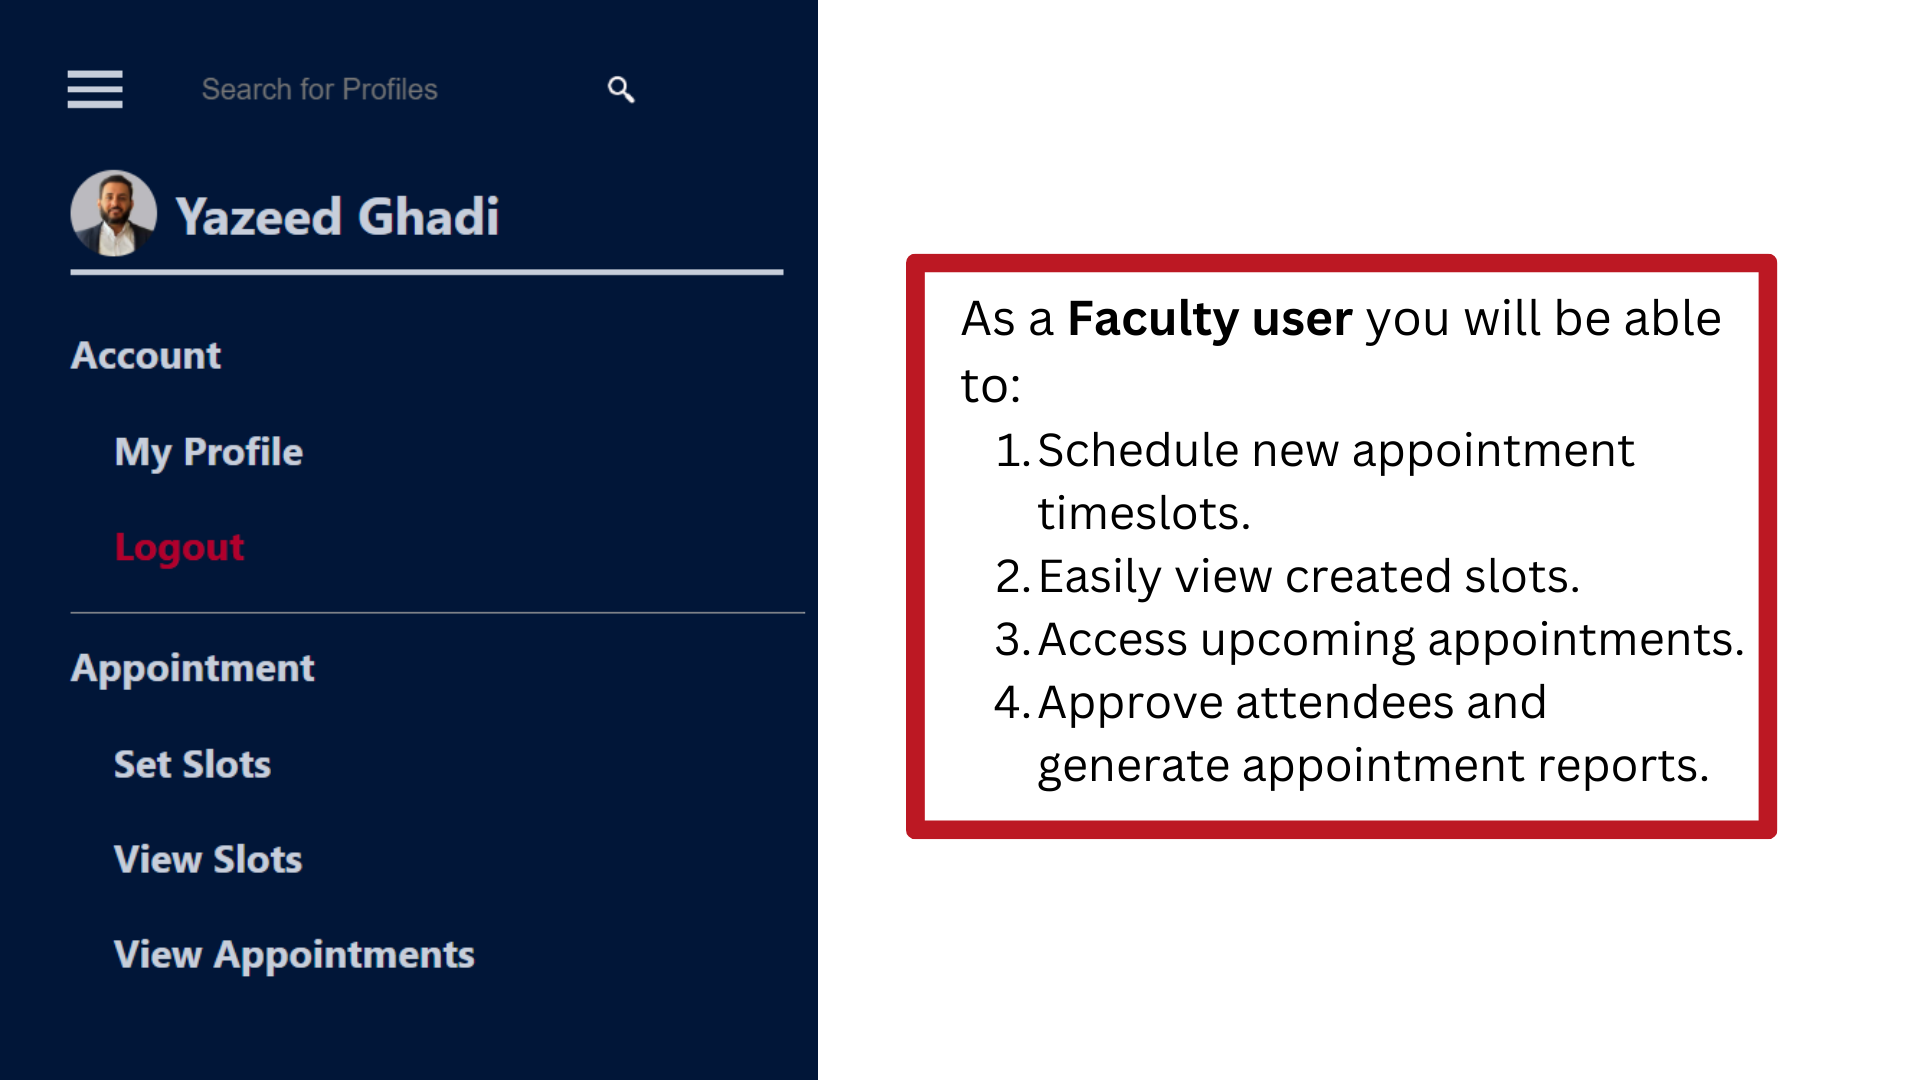 Search for Profiles
Yazeed Ghadi
Account
My Profile
Logout
Appointment
Set Slots
View Slots
View Appointments
As a Faculty user you will be able
to:
1. Schedule new appointment
timeslots.
2. Easily view created slots.
3. Access upcoming appointments.
4. Approve attendees and
generate appointment reports.